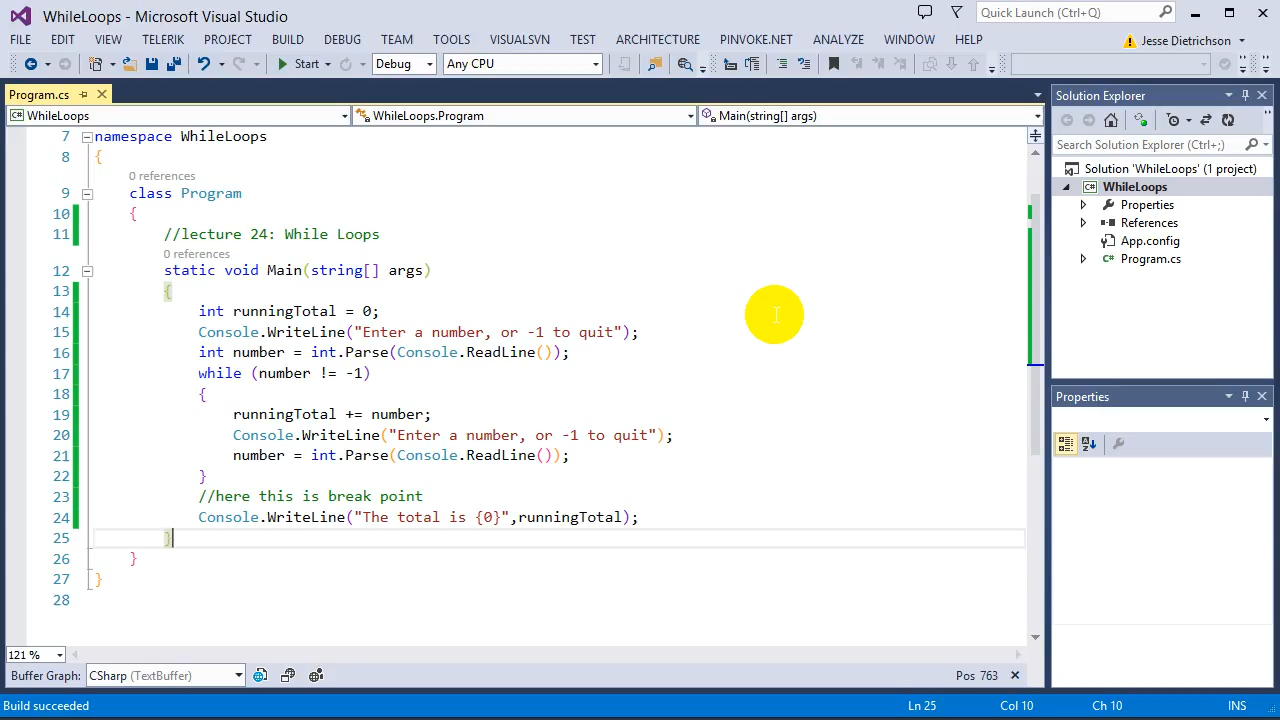 WhileLoops - Microsoft Visual Studio
Quick Launch (Ctrl+Q)
FILE EDIT VIEW TELERIK PROJECT BUILD DEBUG TEAM TOOLS VISUALSVN TEST ARCHITECTURE PINVOKE.NET ANALYZE WINDOW HELP Jesse Dietrichson
Start Debug Any CPU
Program.cs
WhileLoops WhileLoops.Program Main(string[] args)
7 namespace WhileLoops
8 {
0 references
9 class Program
10 {
11 //lecture 24: While Loops
0 references
12 static void Main(string[] args)
13 {
14 int runningTotal = 0;
15 Console.WriteLine("Enter a number, or -1 to quit");
16 int number = int.Parse(Console.ReadLine());
17 while (number != -1)
18 {
19 runningTotal += number;
20 Console.WriteLine("Enter a number, or -1 to quit");
21 number = int.Parse(Console.ReadLine());
22 }
23 //here this is break point
24 Console.WriteLine("The total is {0}",runningTotal);
25 }
26 }
27 }
28
121 %
Buffer Graph: CSharp (TextBuffer) Pos 763
Solution Explorer
Search Solution Explorer (Ctrl+;)
Solution 'WhileLoops' (1 project)
WhileLoops
Properties
References
App.config
Program.cs
Properties
Build succeeded Ln 25 Col 10 Ch 10 INS